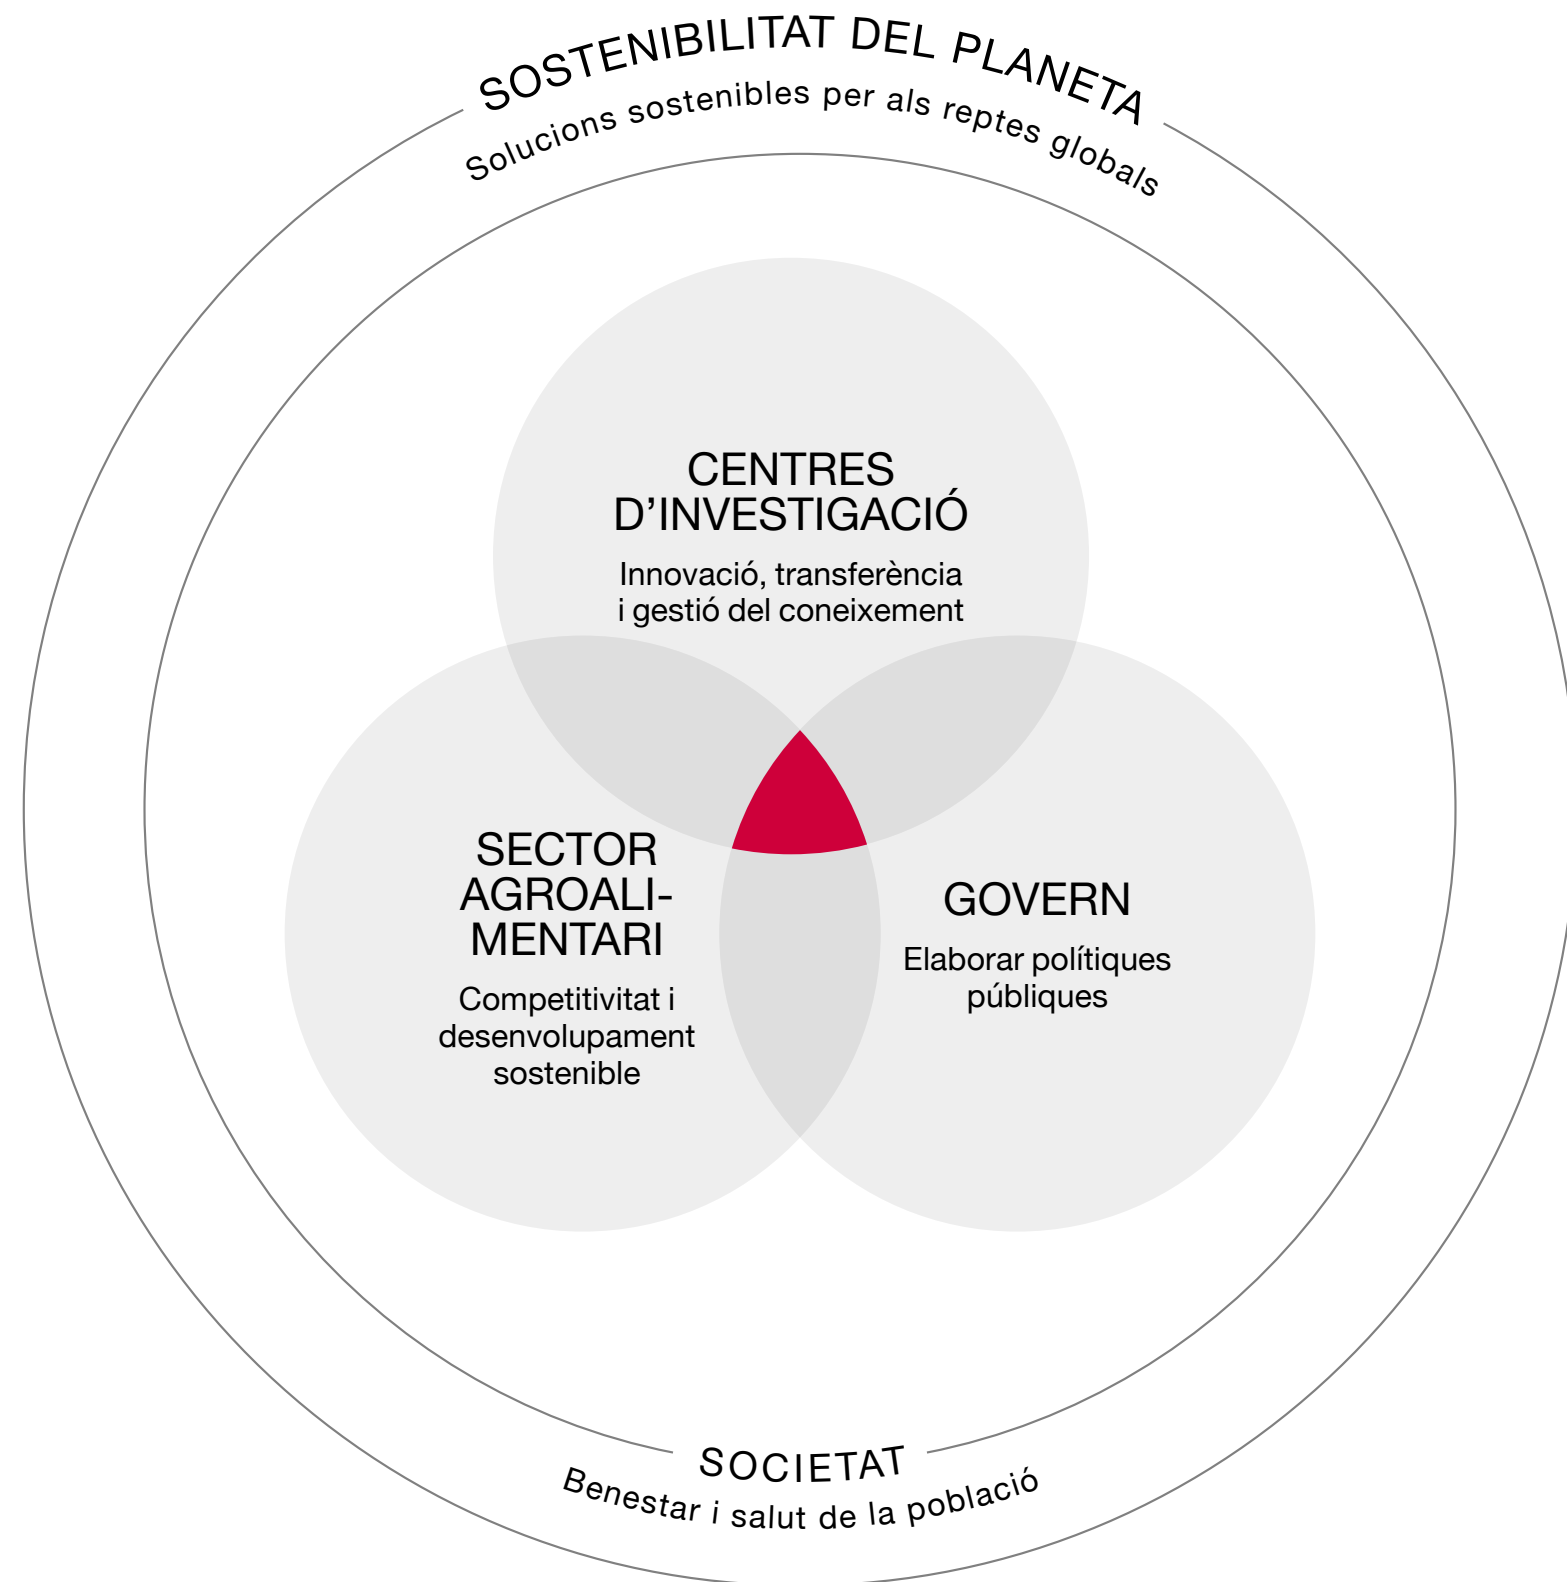 SOSTENIBILITAT DEL PLANETA
Solucions sostenibles per als reptes globals
CENTRES
D’INVESTIGACIÓ
Innovació, transferència
i gestió del coneixement
SECTOR
AGROALI-
MENTARI
Competitivitat i
desenvolupament
sostenible
GOVERN
Elaborar polítiques
públiques
SOCIETAT
Benestar i salut de la població